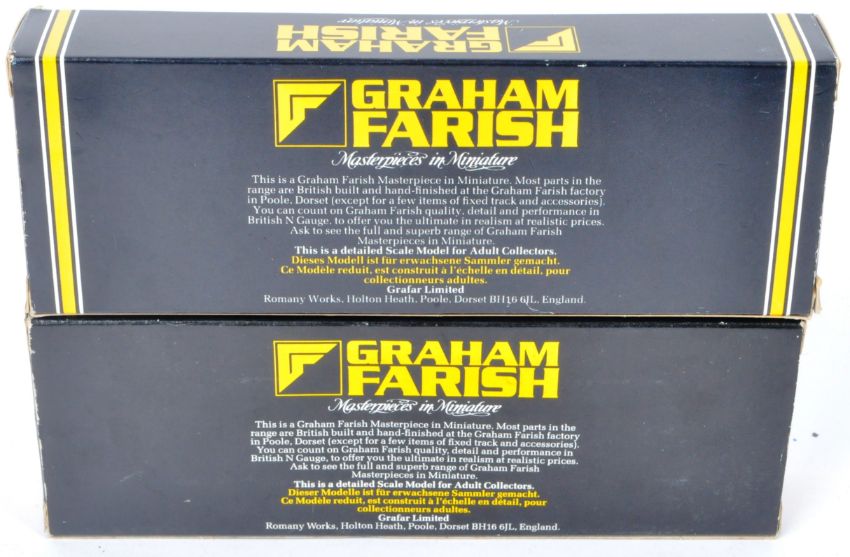 GRAHAM
FARISH
Masterpieces in Miniature
GRAHAM
FARISH
Masterpieces in Miniature
This is a Graham Farish Masterpiece in Miniature. Most parts in the
range are British built and hand-finished at the Graham Farish factory
in Poole, Dorset (except for a few items of fixed track and accessories).
You can count on Graham Farish quality, detail and performance in
British N Gauge, to offer you the ultimate in realism at realistic prices.
Ask to see the full and superb range of Graham Farish
Masterpieces in Miniature.
This is a detailed Scale Model for Adult Collectors.
Dieses Modell ist für erwachsene Sammler gemacht.
Ce Modèle reduit, est construit à l'échelle en détail, pour
collectionneurs adultes.
Grafar Limited
Romany Works, Holton Heath, Poole, Dorset BH16 6JL, England.
GRAHAM
FARISH
Masterpieces in Miniature
This is a Graham Farish Masterpiece in Miniature. Most parts in the
range are British built and hand-finished at the Graham Farish factory
in Poole, Dorset (except for a few items of fixed track and accessories).
You can count on Graham Farish quality, detail and performance in
British N Gauge, to offer you the ultimate in realism at realistic prices.
Ask to see the full and superb range of Graham Farish
Masterpieces in Miniature.
This is a detailed Scale Model for Adult Collectors.
Dieser Modelle ist für erwachsene Sammler gemacht.
Ce Modèle reduit, est construit à l'échelle en détail, pour
collectionneurs adultes.
Grafar Limited
Romany Works, Holton Heath, Poole, Dorset BH16 6JL, England.